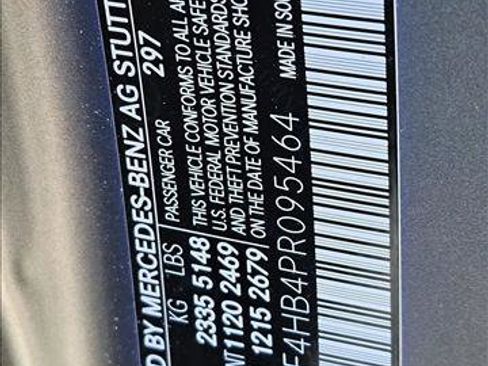 D BY MERCEDES-BENZ AG STUTT
297
KG LBS PASSENGER CAR
2335 5148 THIS VEHICLE CONFORMS TO ALL AP
NT 1120 2469 U.S. FEDERAL MOTOR VEHICLE SAFE
1215 2679 AND THEFT PREVENTION STANDARDS
ON THE DATE OF MANUFACTURE SHO
F4HB4PR095464 MADE IN SO